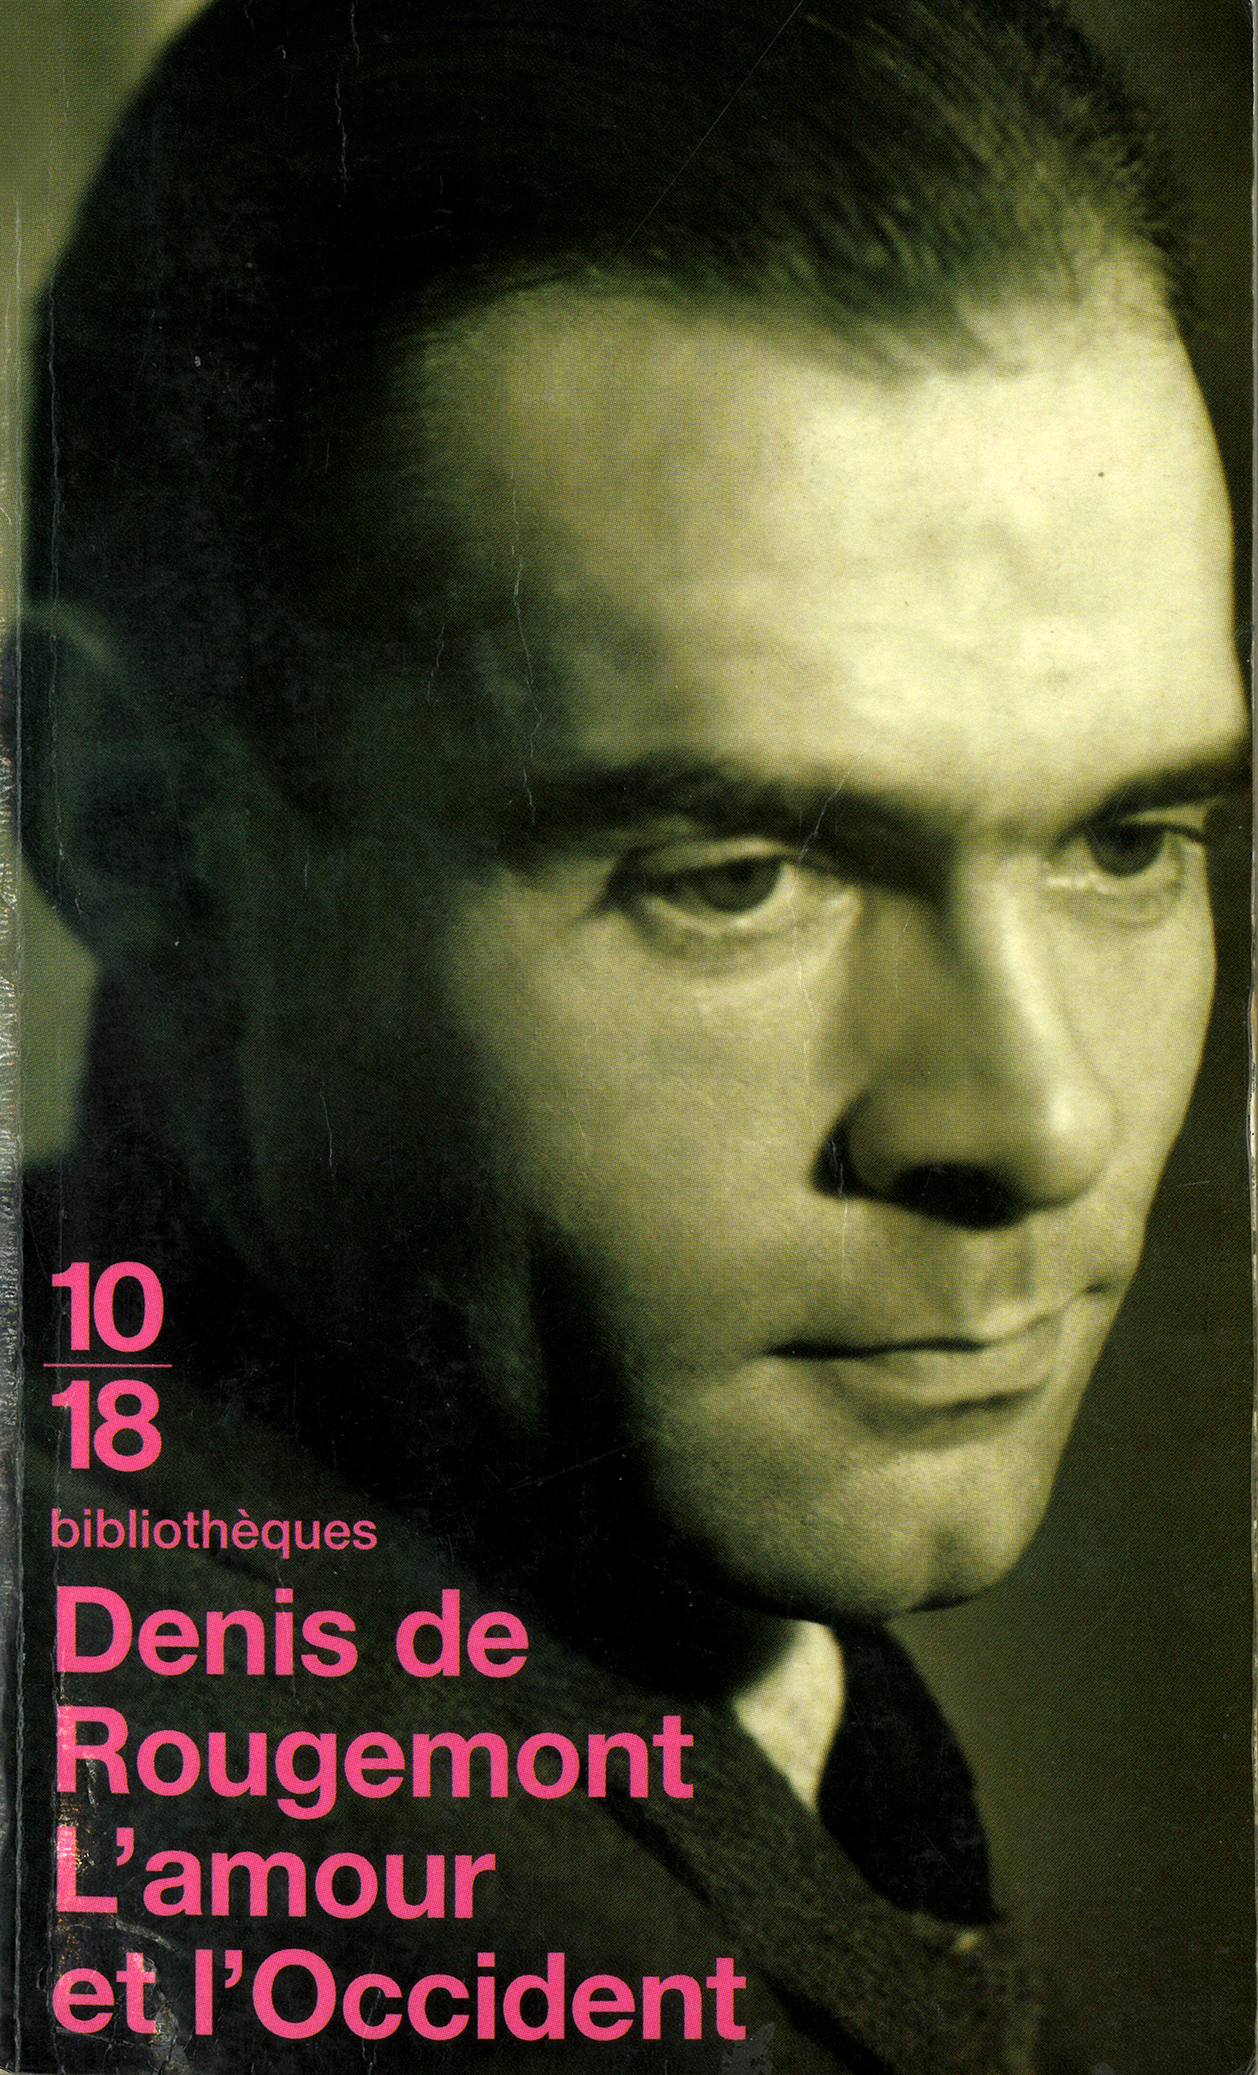 10
18
bibliothèques
Denis de
Rougemont
L’amour
et l’Occident